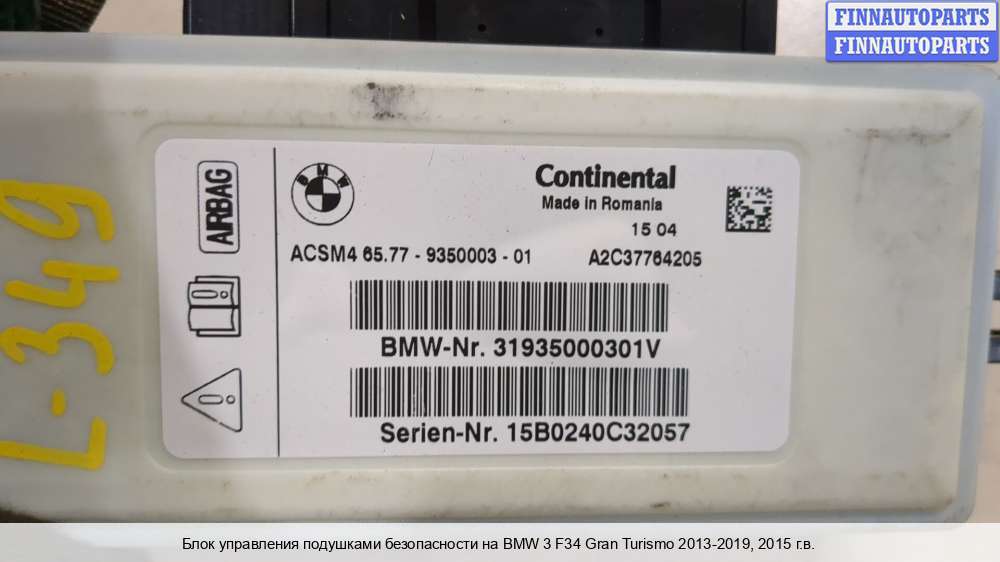 FINNAUTOPARTS
FINNAUTOPARTS
L-349
AIRBAG
BMW
Continental
Made in Romania
15 04
ACSM4 65.77 - 9350003 - 01
A2C37764205
BMW-Nr. 31935000301V
Serien-Nr. 15B0240C32057
Блок управления подушками безопасности на BMW 3 F34 Gran Turismo 2013-2019, 2015 г.в.